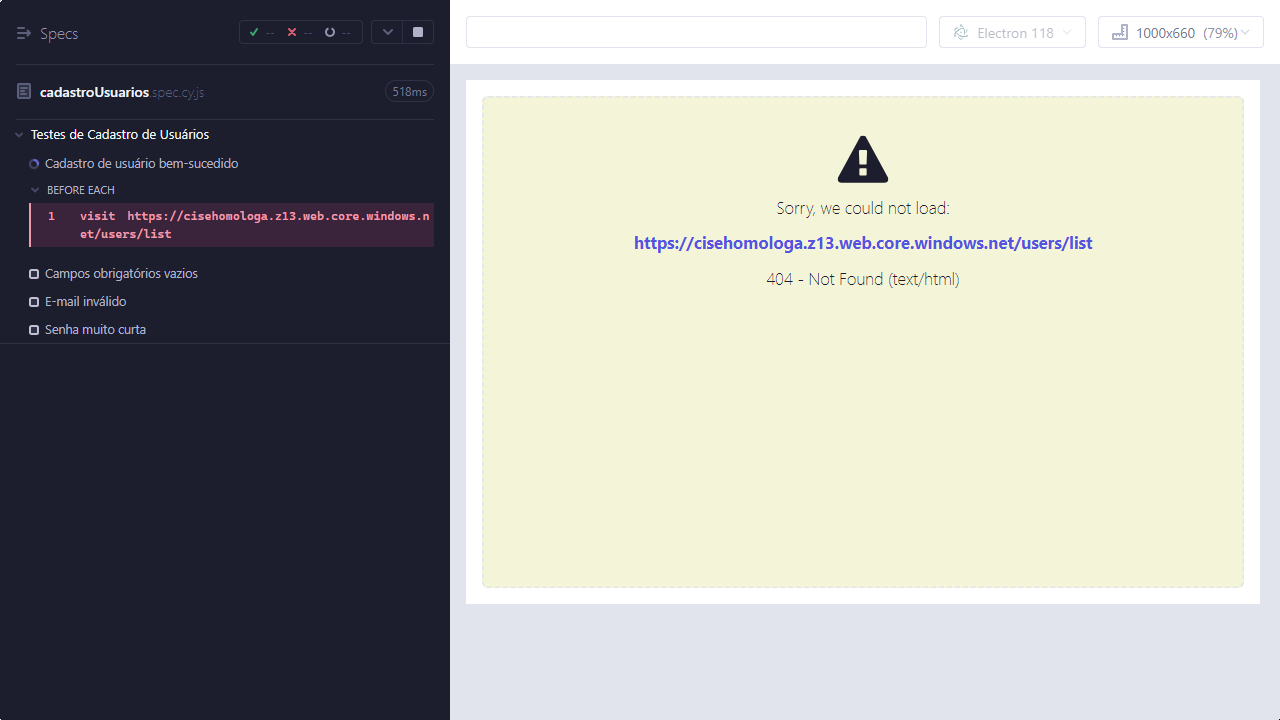 Specs
-- -- --
cadastroUsuarios.spec.cy.js 518ms
Testes de Cadastro de Usuários
Cadastro de usuário bem-sucedido
BEFORE EACH
1 visit https://cisehomologa.z13.web.core.windows.n
et/users/list
Campos obrigatórios vazios
E-mail inválido
Senha muito curta
Electron 118
1000x660 (79%)
Sorry, we could not load:
https://cisehomologa.z13.web.core.windows.net/users/list
404 - Not Found (text/html)